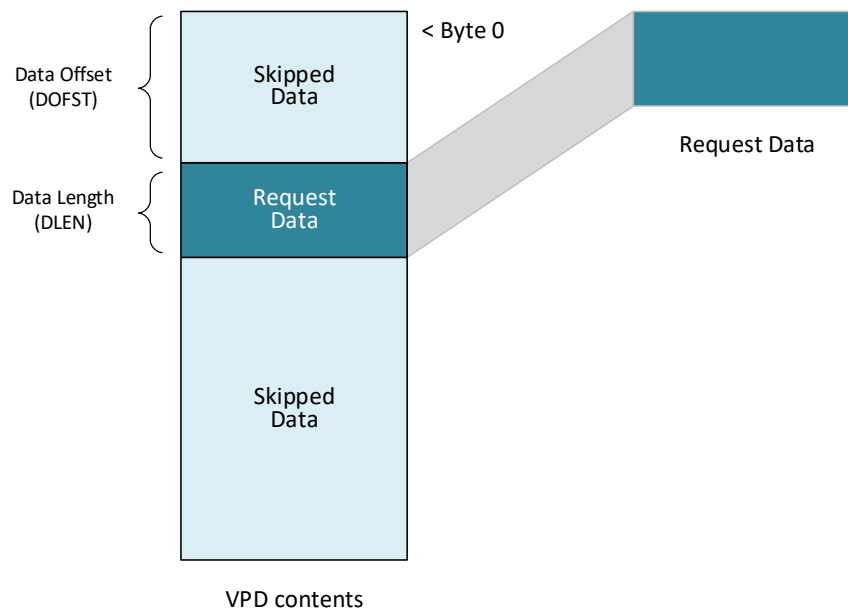 < Byte 0
Skipped
Data
Data Offset
(DOFST)
Request Data
Data Length
(DLEN)
Request
Data
Skipped
Data
VPD contents